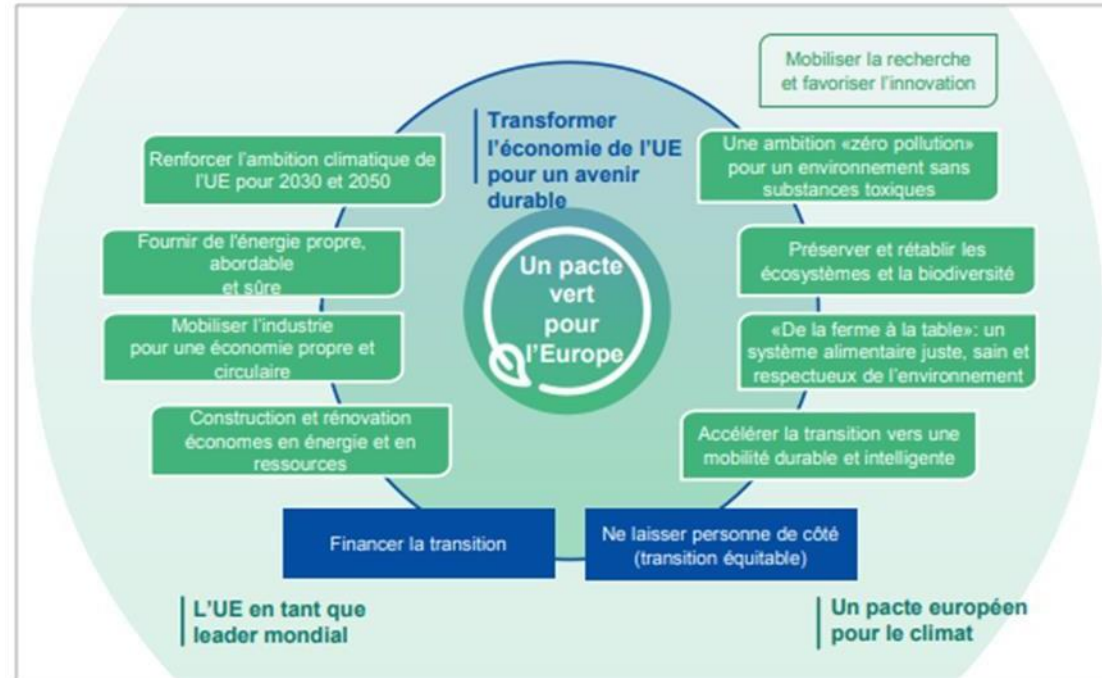 Mobiliser la recherche
et favoriser l'innovation
Transformer
l'économie de l'UE
pour un avenir
durable
Renforcer l'ambition climatique de
l'UE pour 2030 et 2050
Une ambition «zéro pollution»
pour un environnement sans
substances toxiques
Fournir de l'énergie propre,
abordable
et sûre
Préserver et rétablir les
écosystèmes et la biodiversité
Un pacte
vert
pour
l'Europe
Mobiliser l'industrie
pour une économie propre et
circulaire
«De la ferme à la table»: un
système alimentaire juste, sain et
respectueux de l'environnement
Construction et rénovation
économes en énergie et en
ressources
Accélérer la transition vers une
mobilité durable et intelligente
Financer la transition
Ne laisser personne de côté
(transition équitable)
L'UE en tant que
leader mondial
Un pacte européen
pour le climat